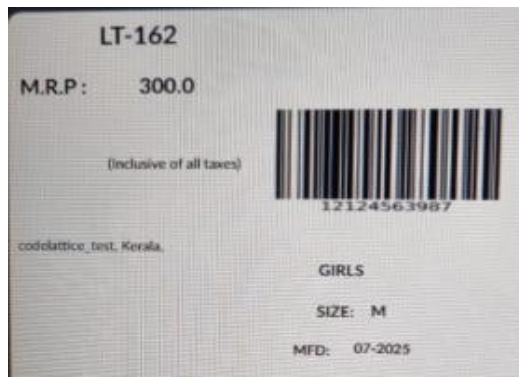 LT-162
M.R.P : 300.0
(Inclusive of all taxes)
12124563987
codelattice_test, Kerala,
GIRLS
SIZE: M
MFD: 07-2025